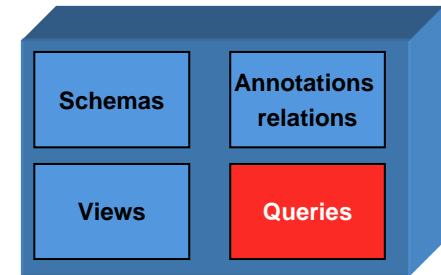 Schemas
Annotations
relations
Views
Queries